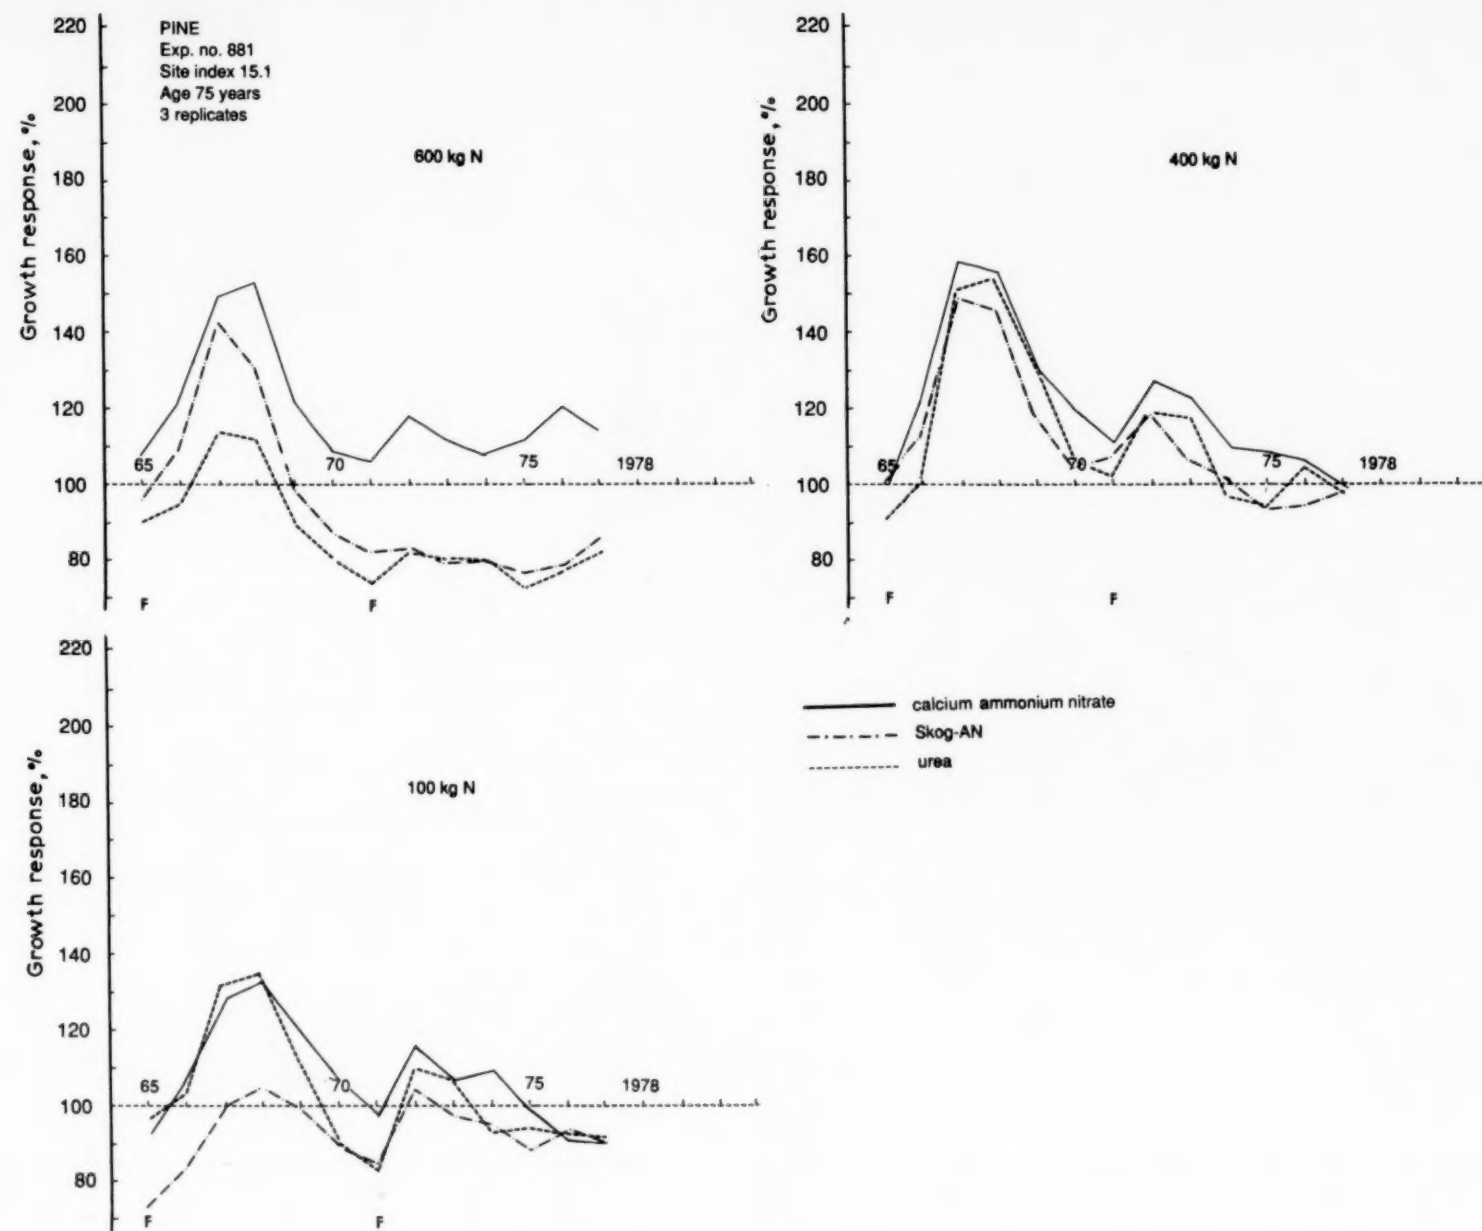 220
200
180
160
140
120
100
80
Growth response, %
PINE
Exp. no. 881
Site index 15.1
Age 75 years
3 replicates
600 kg N
65
70
75
1978
F
F
220
200
180
160
140
120
100
80
Growth response, %
400 kg N
65
70
75
1978
F
F
220
200
180
160
140
120
100
80
Growth response, %
100 kg N
65
70
75
1978
F
F
calcium ammonium nitrate
Skog-AN
urea